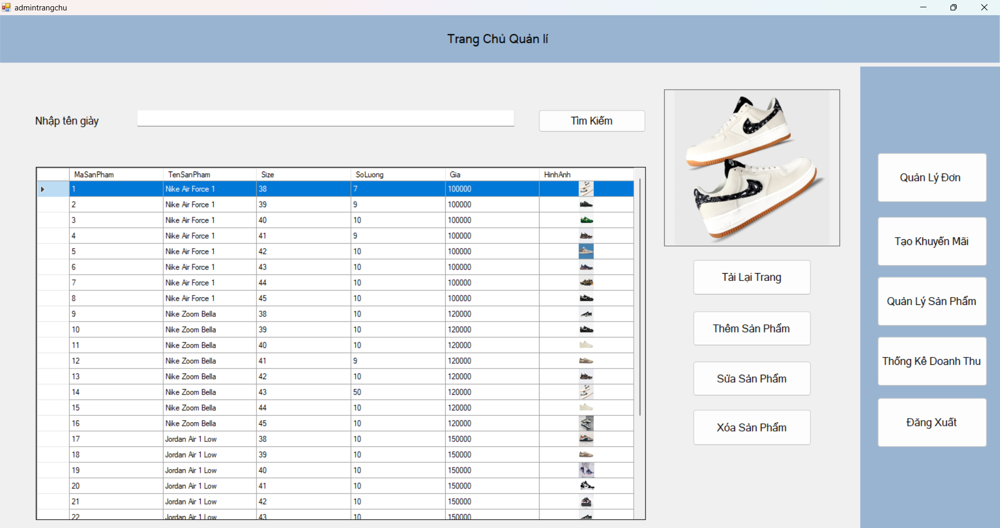 admintrangchu
Trang Chủ Quản lí
Nhập tên giày
Tìm Kiếm
MaSanPham TenSanPham Size SoLuong Gia HinhAnh
1 Nike Air Force 1 38 7 100000
2 Nike Air Force 1 39 9 100000
3 Nike Air Force 1 40 10 100000
4 Nike Air Force 1 41 9 100000
5 Nike Air Force 1 42 10 100000
6 Nike Air Force 1 43 10 100000
7 Nike Air Force 1 44 10 100000
8 Nike Air Force 1 45 10 100000
9 Nike Zoom Bella 38 10 120000
10 Nike Zoom Bella 39 10 120000
11 Nike Zoom Bella 40 10 120000
12 Nike Zoom Bella 41 9 120000
13 Nike Zoom Bella 42 10 120000
14 Nike Zoom Bella 43 50 120000
15 Nike Zoom Bella 44 10 120000
16 Nike Zoom Bella 45 10 120000
17 Jordan Air 1 Low 38 10 150000
18 Jordan Air 1 Low 39 10 150000
19 Jordan Air 1 Low 40 10 150000
20 Jordan Air 1 Low 41 10 150000
21 Jordan Air 1 Low 42 10 150000
22 Jordan Air 1 Low 43 10 150000
Tải Lại Trang
Thêm Sản Phẩm
Sửa Sản Phẩm
Xóa Sản Phẩm
Quản Lý Đơn
Tạo Khuyến Mãi
Quản Lý Sản Phẩm
Thống Kê Doanh Thu
Đăng Xuất